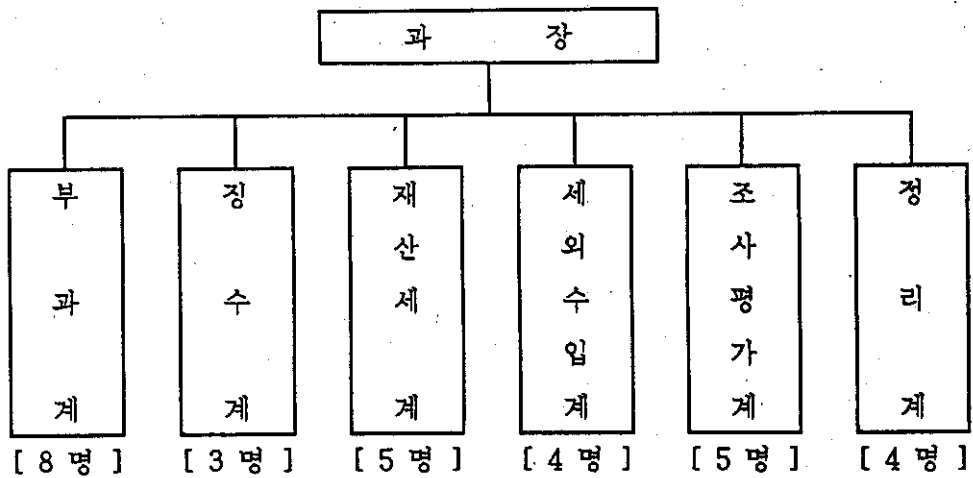 과 장
부과계
징수계
재산세계
세외수입계
조사평가계
정리계
[ 8 명 ]
[ 3 명 ]
[ 5 명 ]
[ 4 명 ]
[ 5 명 ]
[ 4 명 ]